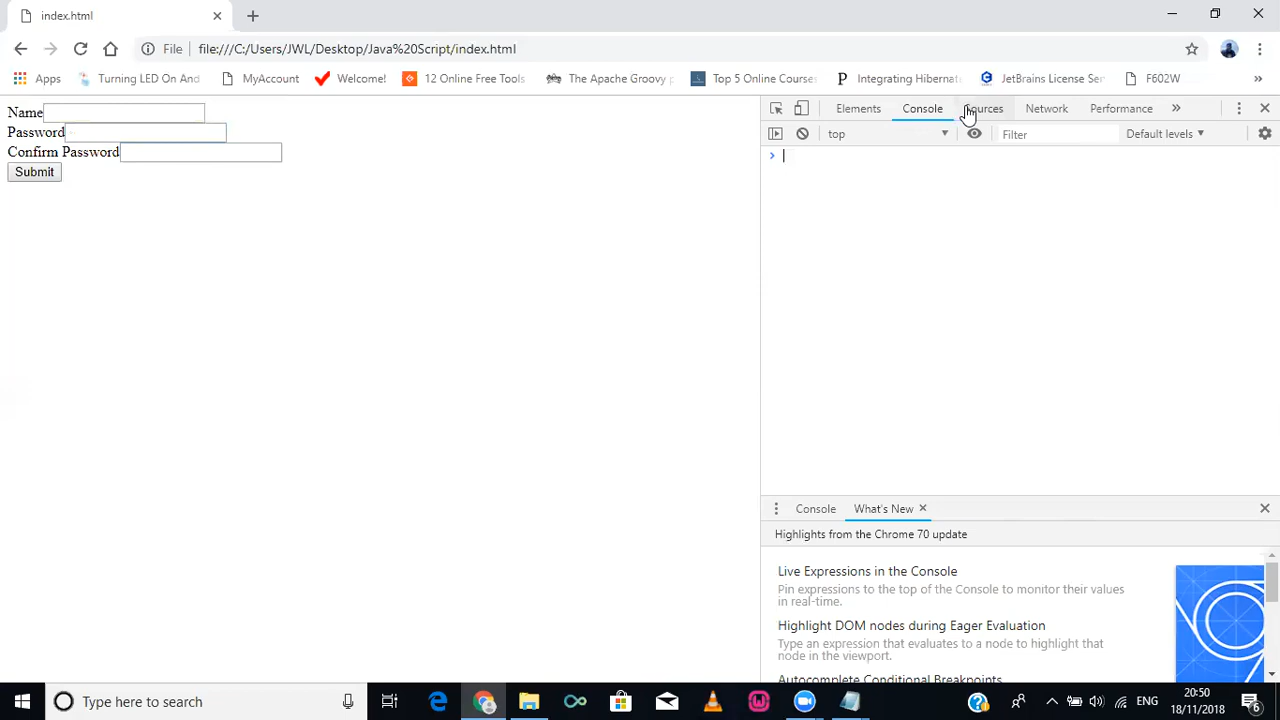 index.html
File file:///C:/Users/JWL/Desktop/Java%20Script/index.html
Apps Turning LED On And MyAccount Welcome! 12 Online Free Tools The Apache Groovy p Top 5 Online Courses P Integrating Hibernat JetBrains License Ser F602W »
Name
Password
Confirm Password
Submit
Elements Console Sources Network Performance »
top Filter Default levels
Console What's New
Highlights from the Chrome 70 update
Live Expressions in the Console
Pin expressions to the top of the Console to monitor their values
in real-time.
Highlight DOM nodes during Eager Evaluation
Type an expression that evaluates to a node to highlight that
node in the viewport.
Autocomplete Conditional Breakpoints
Type here to search
ENG
20:50
18/11/2018
6